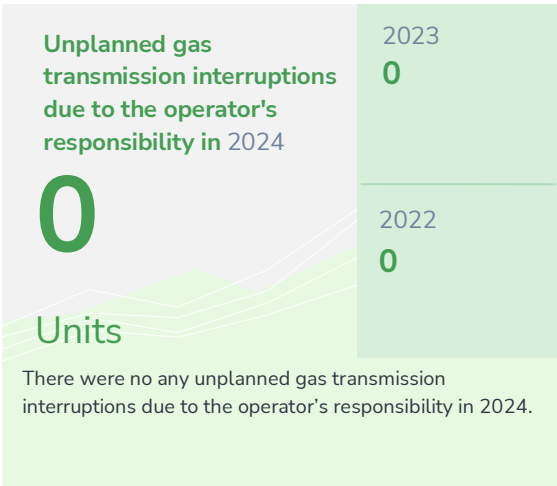 Unplanned gas
transmission interruptions
due to the operator's
responsibility in 2024
0
Units
2023
0
2022
0
There were no any unplanned gas transmission
interruptions due to the operator’s responsibility in 2024.